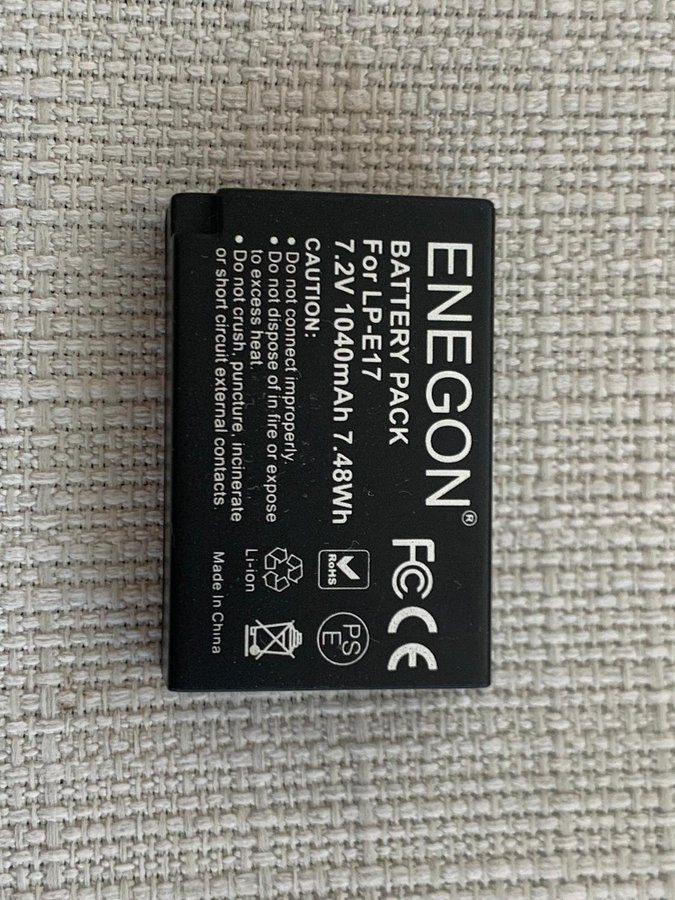 ENEGON®
BATTERY PACK
For LP-E17
7.2V 1040mAh 7.48Wh
CAUTION:
• Do not connect improperly.
• Do not dispose of in fire or expose
to excess heat.
• Do not crush, puncture, incinerate
or short circuit external contacts
FC CE
RoHS
PS
E
Li-ion
Made in China